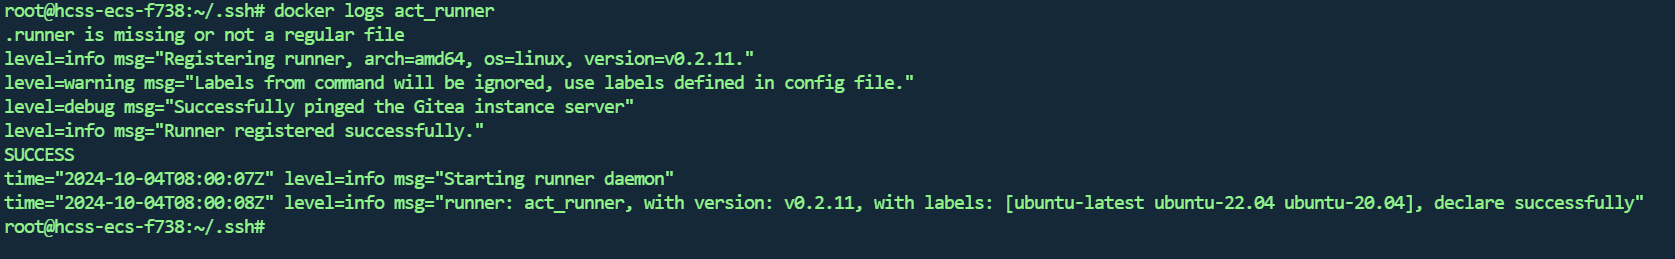 root@hcss-ecs-f738:~/.ssh# docker logs act_runner
.runner is missing or not a regular file
level=info msg="Registering runner, arch=amd64, os=linux, version=v0.2.11."
level=warning msg="Labels from command will be ignored, use labels defined in config file."
level=debug msg="Successfully pinged the Gitea instance server"
level=info msg="Runner registered successfully."
SUCCESS
time="2024-10-04T08:00:07Z" level=info msg="Starting runner daemon"
time="2024-10-04T08:00:08Z" level=info msg="runner: act_runner, with version: v0.2.11, with labels: [ubuntu-latest ubuntu-22.04 ubuntu-20.04], declare successfully"
root@hcss-ecs-f738:~/.ssh#